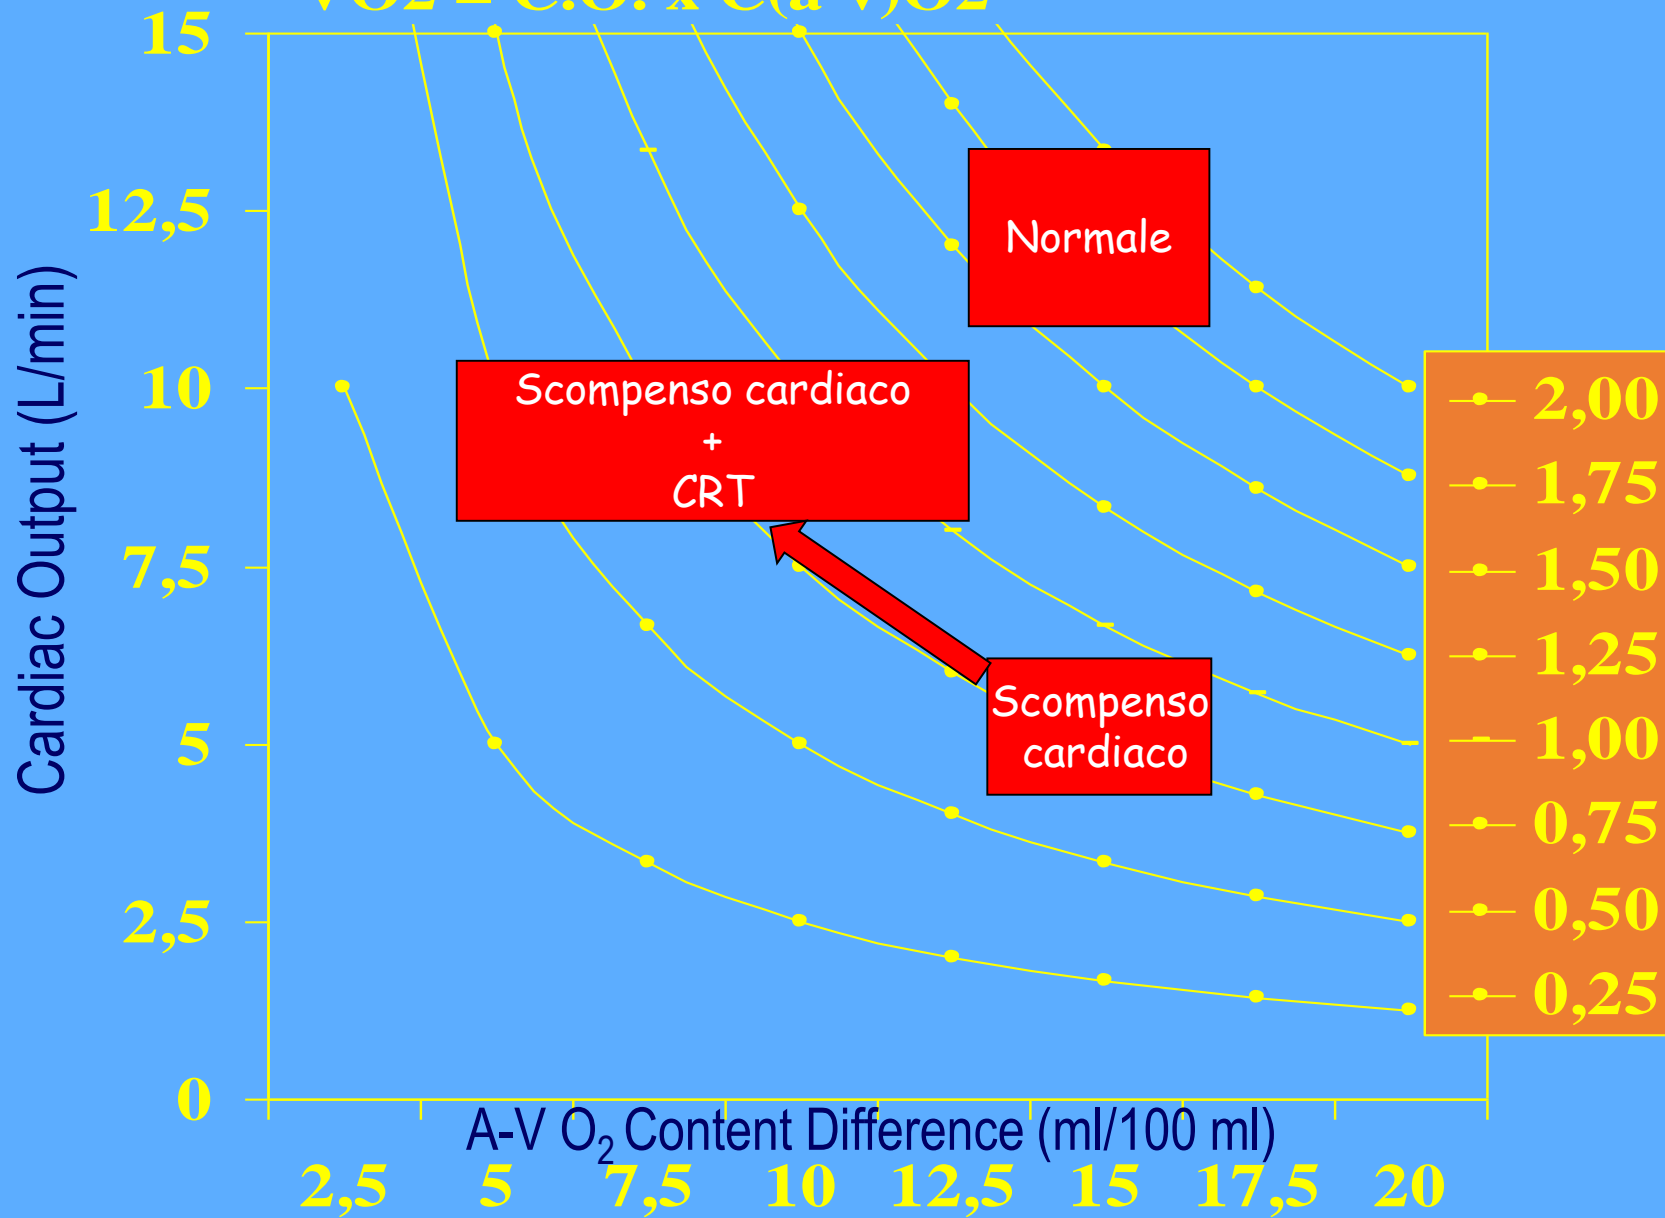 VO2 = C.O. x C(a-v)O2
15
12,5
10
7,5
5
2,5
0
Cardiac Output (L/min)
Normale
Scompenso cardiaco
+
CRT
Scompenso
cardiaco
2,00
1,75
1,50
1,25
1,00
0,75
0,50
0,25
A-V O₂ Content Difference (ml/100 ml)
2,5 5 7,5 10 12,5 15 17,5 20